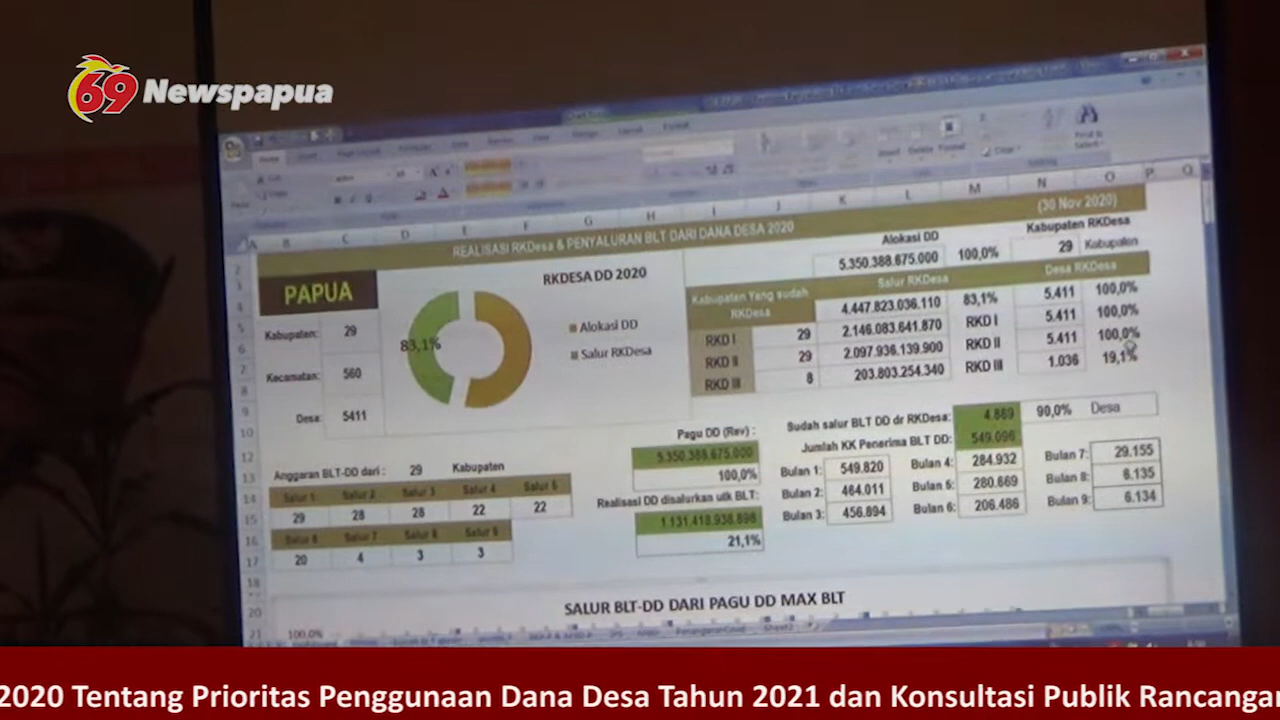 69 Newspapua
Home
A B C D E F G H I J K L M N O P Q
REALISASI RKDesa & PENYALURAN BLT DARI DANA DESA 2020 (30 Nov 2020)
PAPUA
Kabupaten: 29
Kecamatan: 560
Desa: 5411
RKDESA DD 2020
83,1%
Alokasi DD
Salur RKDesa
Alokasi DD Kabupaten RKDesa
5.350.388.675.000 100,0% 29 Kabupaten
Kabupaten Yang sudah RKDesa Salur RKDesa Desa RKDesa
4.447.823.036.110 83,1% 5.411 100,0%
RKD I 29 2.146.083.641.870 RKD I 5.411 100,0%
RKD II 29 2.097.936.139.900 RKD II 5.411 100,0%
RKD III 8 203.803.254.340 RKD III 1.036 19,1%
Sudah salur BLT DD dr RKDesa: 4.869 90,0% Desa
Jumlah KK Penerima BLT DD: 549.096
Bulan 1: 549.820 Bulan 4: 284.932 Bulan 7: 29.155
Bulan 2: 464.011 Bulan 5: 280.669 Bulan 8: 6.135
Bulan 3: 456.894 Bulan 6: 206.486 Bulan 9: 6.134
Pagu DD (Rev) :
5.350.388.675.000
100,0%
Realisasi DD disalurkan utk BLT:
1.131.418.938.898
21,1%
Anggaran BLT-DD dari : 29 Kabupaten
Salur 1 Salur 2 Salur 3 Salur 4 Salur 5
29 28 28 22 22
Salur 6 Salur 7 Salur 8 Salur 9
20 4 3 3
SALUR BLT-DD DARI PAGU DD MAX BLT
100,0%
2020 Tentang Prioritas Penggunaan Dana Desa Tahun 2021 dan Konsultasi Publik Rancangan